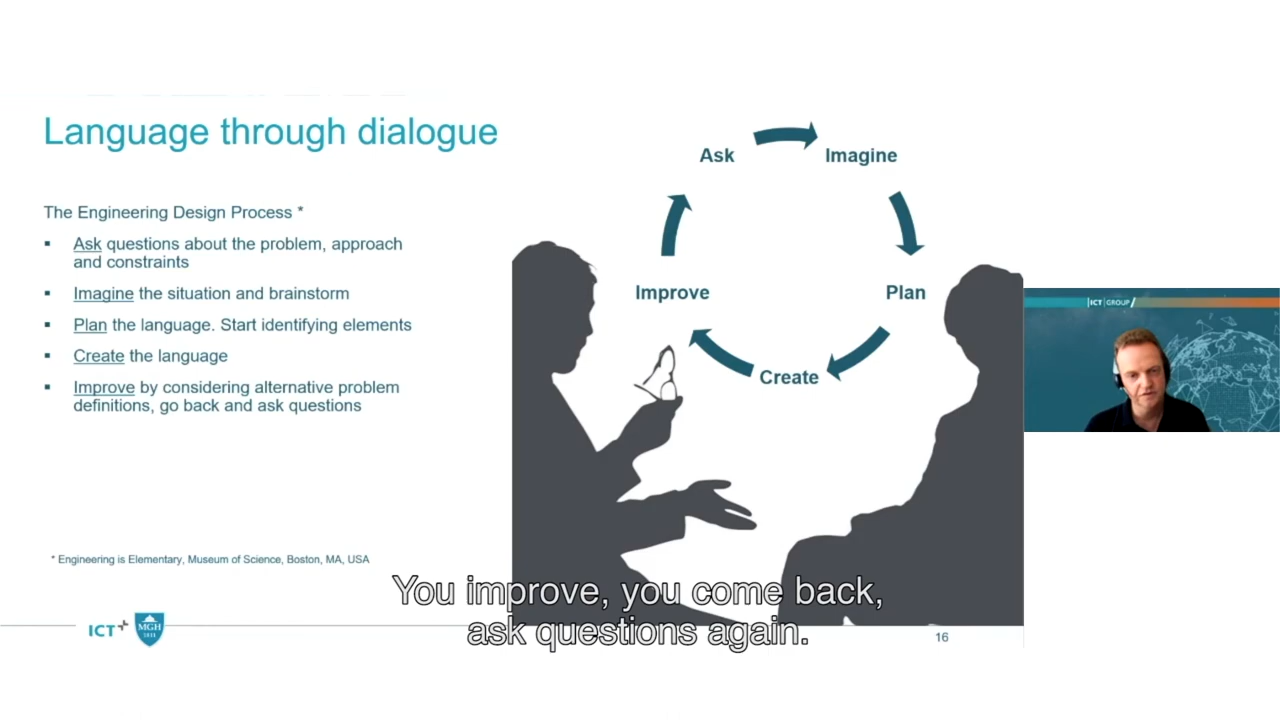 Language through dialogue
The Engineering Design Process *
▪ Ask questions about the problem, approach
and constraints
▪ Imagine the situation and brainstorm
▪ Plan the language. Start identifying elements
▪ Create the language
▪ Improve by considering alternative problem
definitions, go back and ask questions
Ask
Imagine
Improve
Plan
Create
|ICT|GROUP/
* Engineering is Elementary, Museum of Science, Boston, MA, USA
You improve, you come back,
ask questions again.
ICT
MGH
1811
16